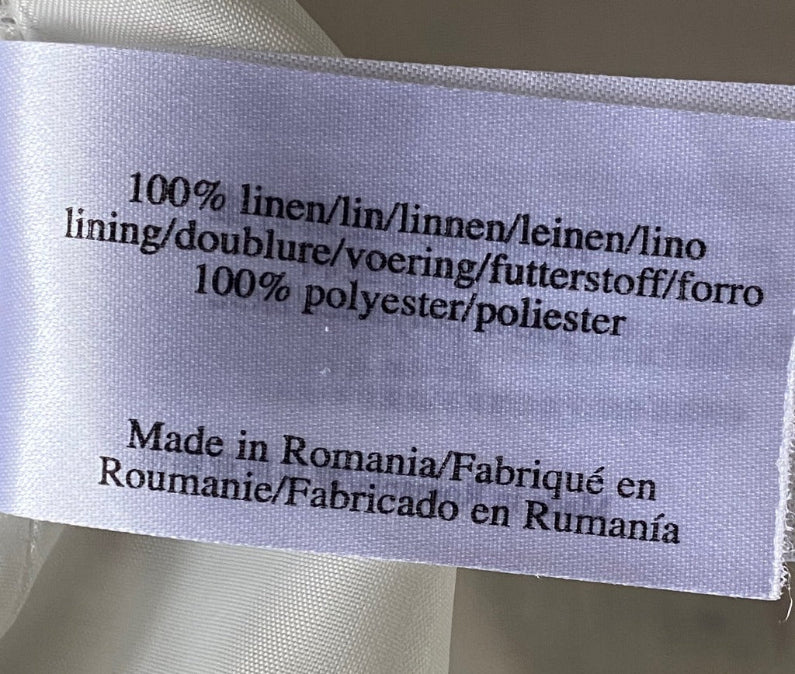 100% linen/lin/linnen/leinen/lino
lining/doublure/voering/futterstoff/forro
100% polyester/poliester
Made in Romania/Fabriqué en
Roumanie/Fabricado en Rumanía